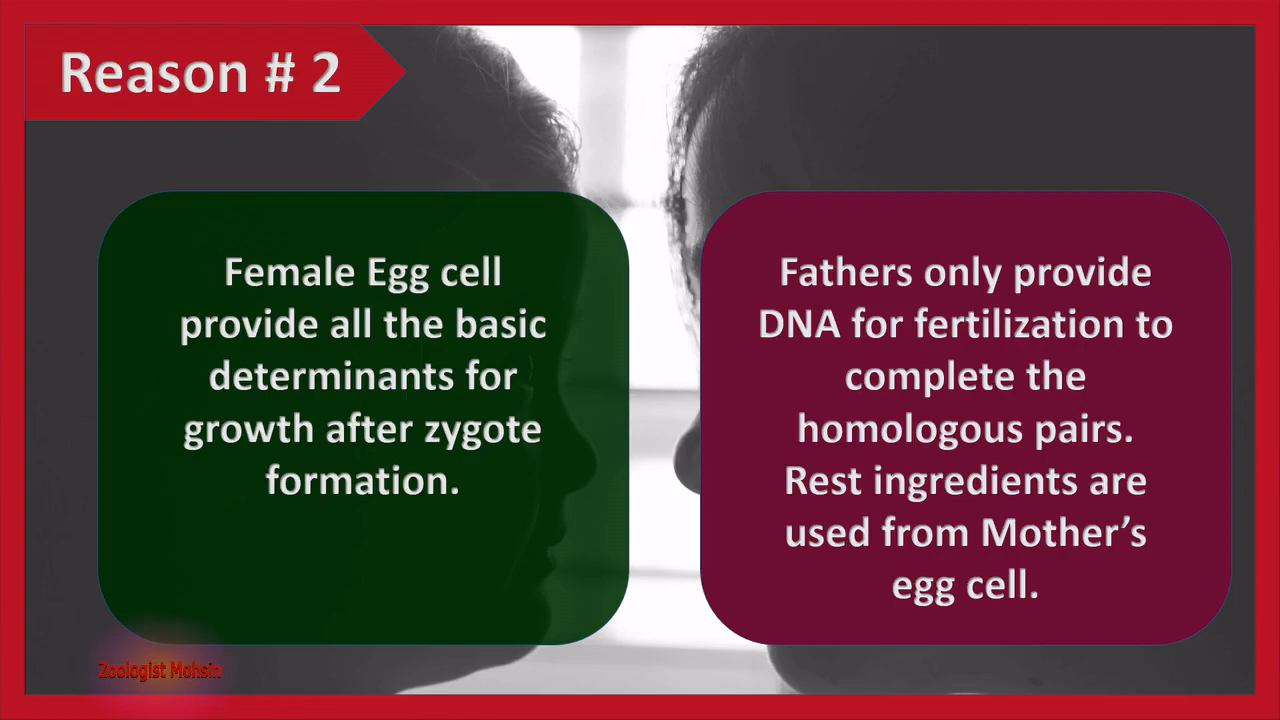 Reason # 2
Female Egg cell
provide all the basic
determinants for
growth after zygote
formation.
Fathers only provide
DNA for fertilization to
complete the
homologous pairs.
Rest ingredients are
used from Mother’s
egg cell.
Zoologist Mohsin